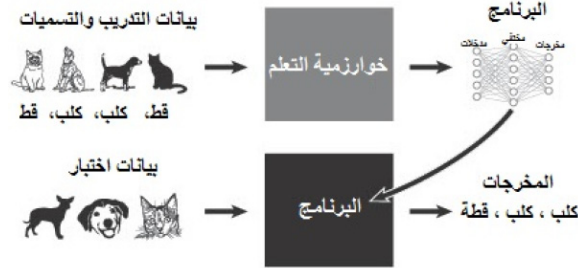 بيانات التدريب والتسميات
قط، كلب، كلب، قط
خوارزمية التعلم
البرنامج
مدخلات مخفي مخرجات
بيانات اختبار
البرنامج
المخرجات
كلب ، كلب ، قطة